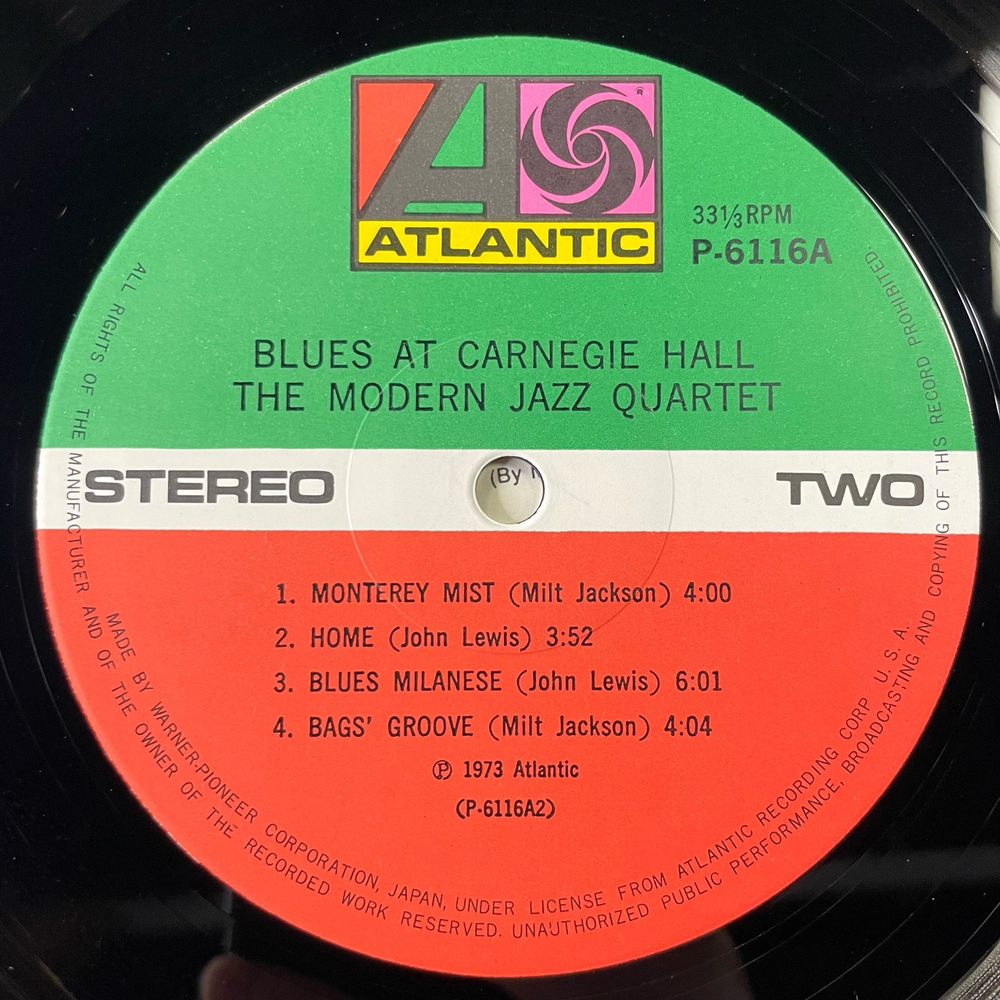 ATLANTIC
®
33⅓ RPM
P-6116A
BLUES AT CARNEGIE HALL
THE MODERN JAZZ QUARTET
STEREO
(By
TWO
1. MONTEREY MIST (Milt Jackson) 4:00
2. HOME (John Lewis) 3:52
3. BLUES MILANESE (John Lewis) 6:01
4. BAGS' GROOVE (Milt Jackson) 4:04
Ⓟ 1973 Atlantic
(P-6116A2)
MADE BY WARNER-PIONEER CORPORATION, JAPAN, UNDER LICENSE FROM ATLANTIC RECORDING CORP U. S. A.
ALL RIGHTS OF THE MANUFACTURER AND OF THE OWNER OF THE RECORDED WORK RESERVED. UNAUTHORIZED PUBLIC PERFORMANCE, BROADCASTING AND COPYING OF THIS RECORD PROHIBITED.